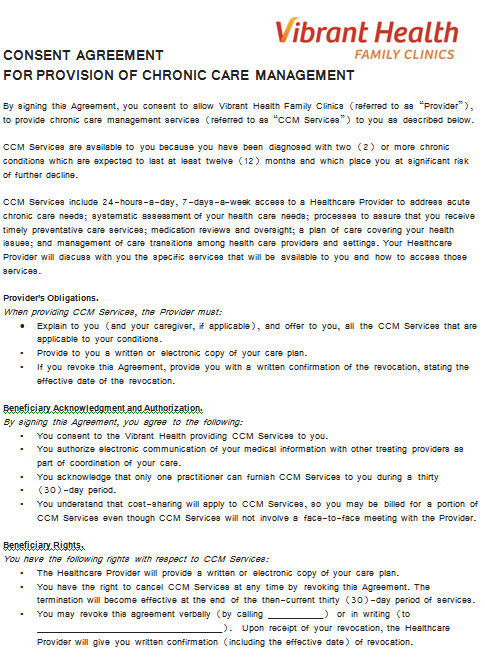 Vibrant Health
FAMILY CLINICS
CONSENT AGREEMENT
FOR PROVISION OF CHRONIC CARE MANAGEMENT
By signing this Agreement, you consent to allow Vibrant Health Family Clinics (referred to as “Provider”),
to provide chronic care management services (referred to as “CCM Services”) to you as described below.
CCM Services are available to you because you have been diagnosed with two (2) or more chronic
conditions which are expected to last at least twelve (12) months and which place you at significant risk
of further decline.
CCM Services include 24-hours-a-day, 7-days-a-week access to a Healthcare Provider to address acute
chronic care needs; systematic assessment of your health care needs; processes to assure that you receive
timely preventative care services; medication reviews and oversight; a plan of care covering your health
issues; and management of care transitions among health care providers and settings. Your Healthcare
Provider will discuss with you the specific services that will be available to you and how to access those
services.
Provider's Obligations.
When providing CCM Services, the Provider must:
• Explain to you (and your caregiver, if applicable), and offer to you, all the CCM Services that are
applicable to your conditions.
• Provide to you a written or electronic copy of your care plan.
• If you revoke this Agreement, provide you with a written confirmation of the revocation, stating the
effective date of the revocation.
Beneficiary Acknowledgment and Authorization.
By signing this Agreement, you agree to the following:
• You consent to the Vibrant Health providing CCM Services to you.
• You authorize electronic communication of your medical information with other treating providers as
part of coordination of your care.
• You acknowledge that only one practitioner can furnish CCM Services to you during a thirty
• (30)-day period.
• You understand that cost-sharing will apply to CCM Services, so you may be billed for a portion of
CCM Services even though CCM Services will not involve a face-to-face meeting with the Provider.
Beneficiary Rights.
You have the following rights with respect to CCM Services:
• The Healthcare Provider will provide a written or electronic copy of your care plan.
• You have the right to cancel CCM Services at any time by revoking this Agreement. The
termination will become effective at the end of the then-current thirty (30)-day period of services.
• You may revoke this agreement verbally (by calling __________) or in writing (to
__________________________________). Upon receipt of your revocation, the Healthcare
Provider will give you written confirmation (including the effective date) of revocation.